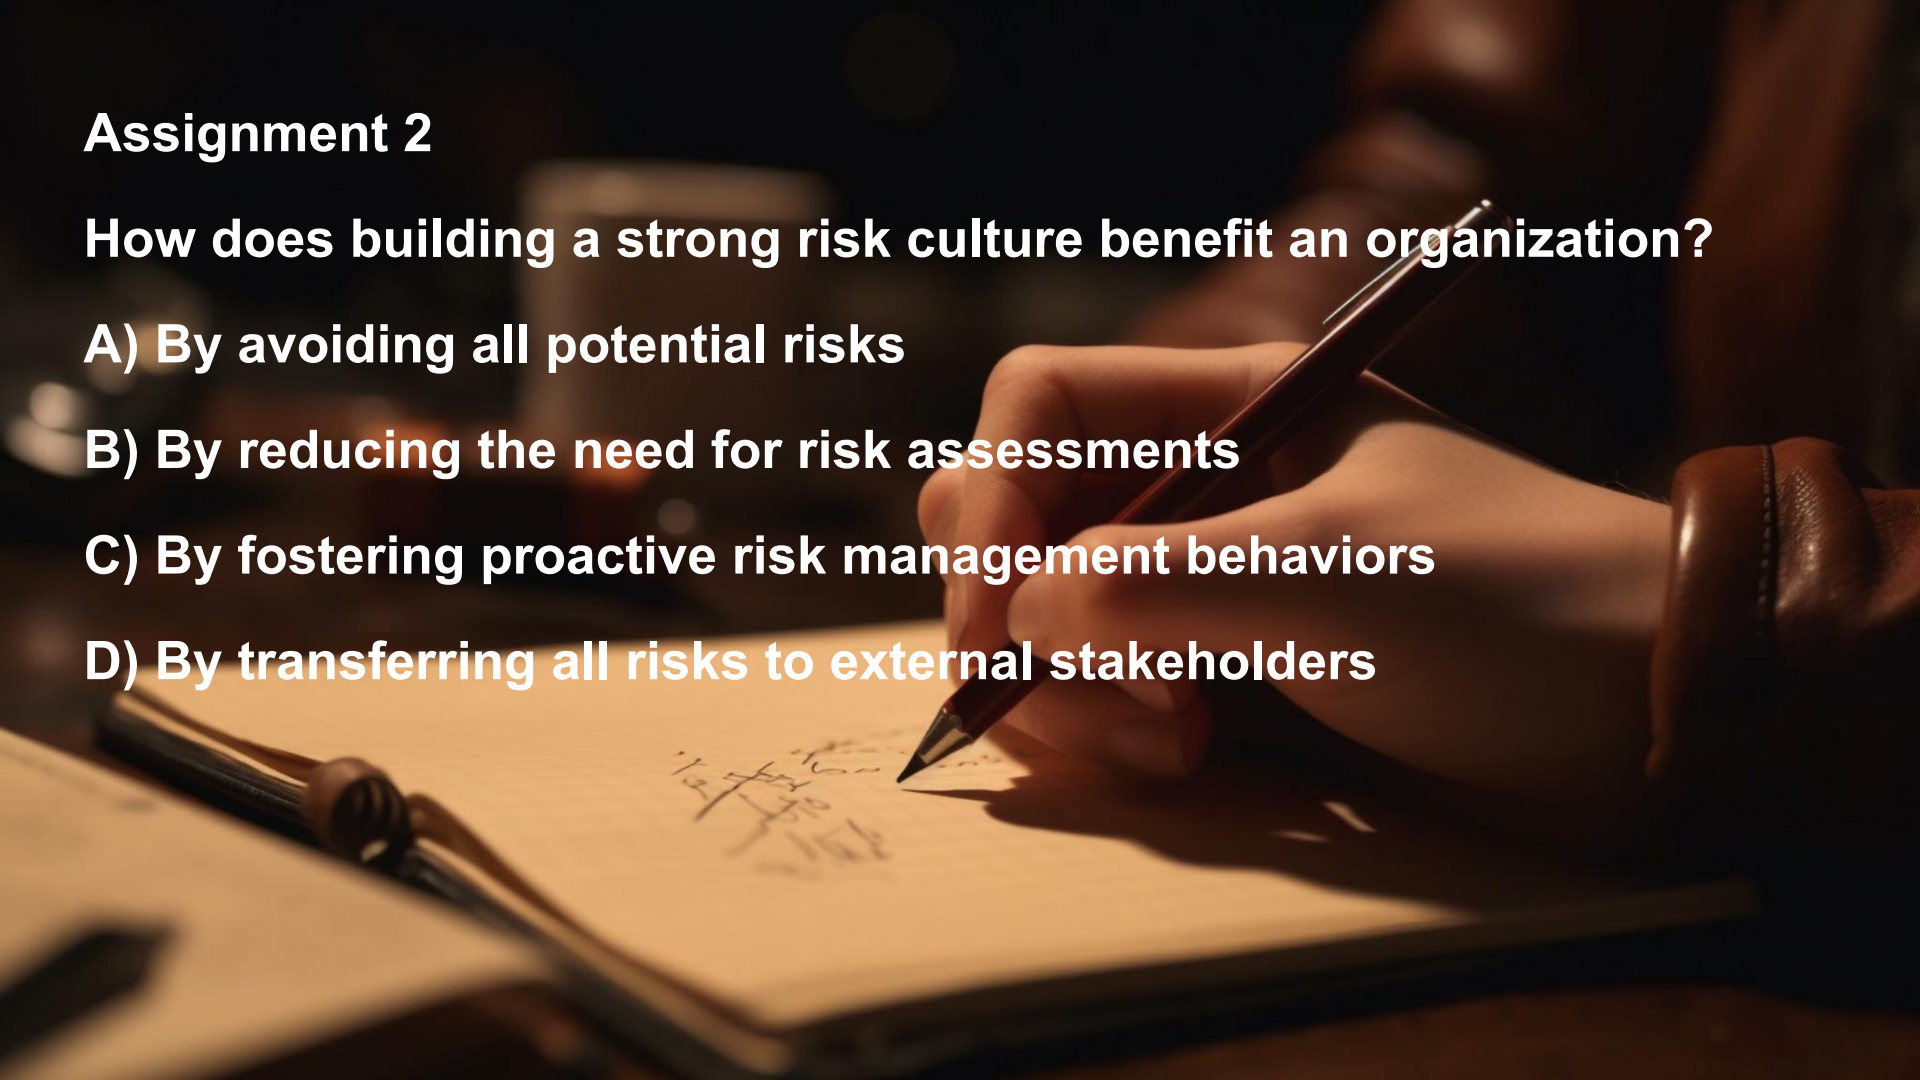 Assignment 2
How does building a strong risk culture benefit an organization?
A) By avoiding all potential risks
B) By reducing the need for risk assessments
C) By fostering proactive risk management behaviors
D) By transferring all risks to external stakeholders